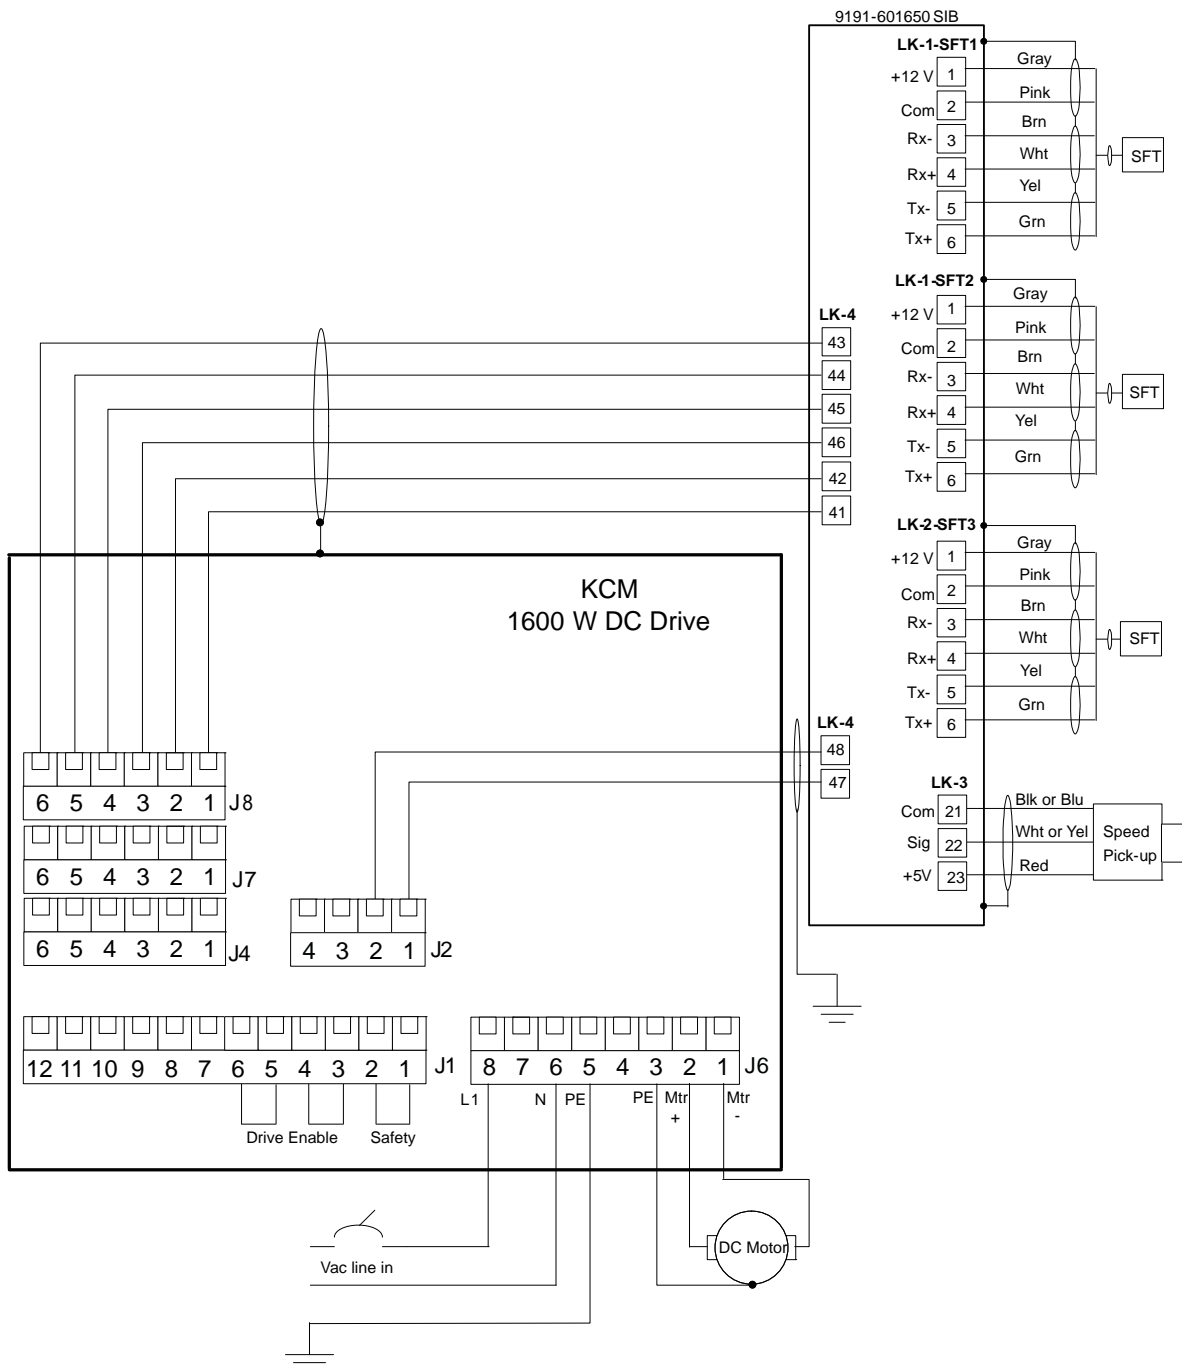 9191-601650 SIB
LK-1-SFT1
+12 V 1 Gray
Com 2 Pink
Rx- 3 Brn
Rx+ 4 Wht
Tx- 5 Yel
Tx+ 6 Grn
SFT
LK-1-SFT2
+12 V 1 Gray
Com 2 Pink
Rx- 3 Brn
Rx+ 4 Wht
Tx- 5 Yel
Tx+ 6 Grn
SFT
LK-4
43
44
45
46
42
41
LK-2-SFT3
+12 V 1 Gray
Com 2 Pink
Rx- 3 Brn
Rx+ 4 Wht
Tx- 5 Yel
Tx+ 6 Grn
SFT
KCM
1600 W DC Drive
LK-4
48
47
LK-3
Com 21 Blk or Blu
Sig 22 Wht or Yel
+5V 23 Red
Speed
Pick-up
6 5 4 3 2 1 J8
6 5 4 3 2 1 J7
6 5 4 3 2 1 J4
4 3 2 1 J2
12 11 10 9 8 7 6 5 4 3 2 1 J1
Drive Enable
Safety
8 7 6 5 4 3 2 1 J6
L1 N PE PE Mtr Mtr
+ -
Vac line in
DC Motor